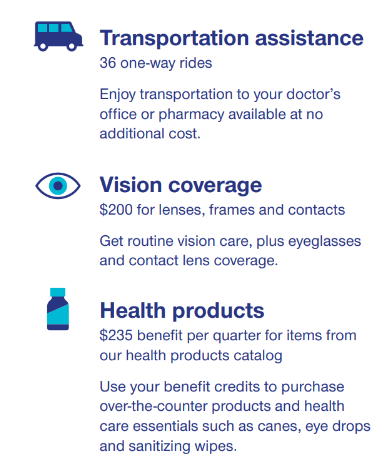 Transportation assistance
36 one-way rides
Enjoy transportation to your doctor's
office or pharmacy available at no
additional cost.
Vision coverage
$200 for lenses, frames and contacts
Get routine vision care, plus eyeglasses
and contact lens coverage.
Health products
$235 benefit per quarter for items from
our health products catalog
Use your benefit credits to purchase
over-the-counter products and health
care essentials such as canes, eye drops
and sanitizing wipes.